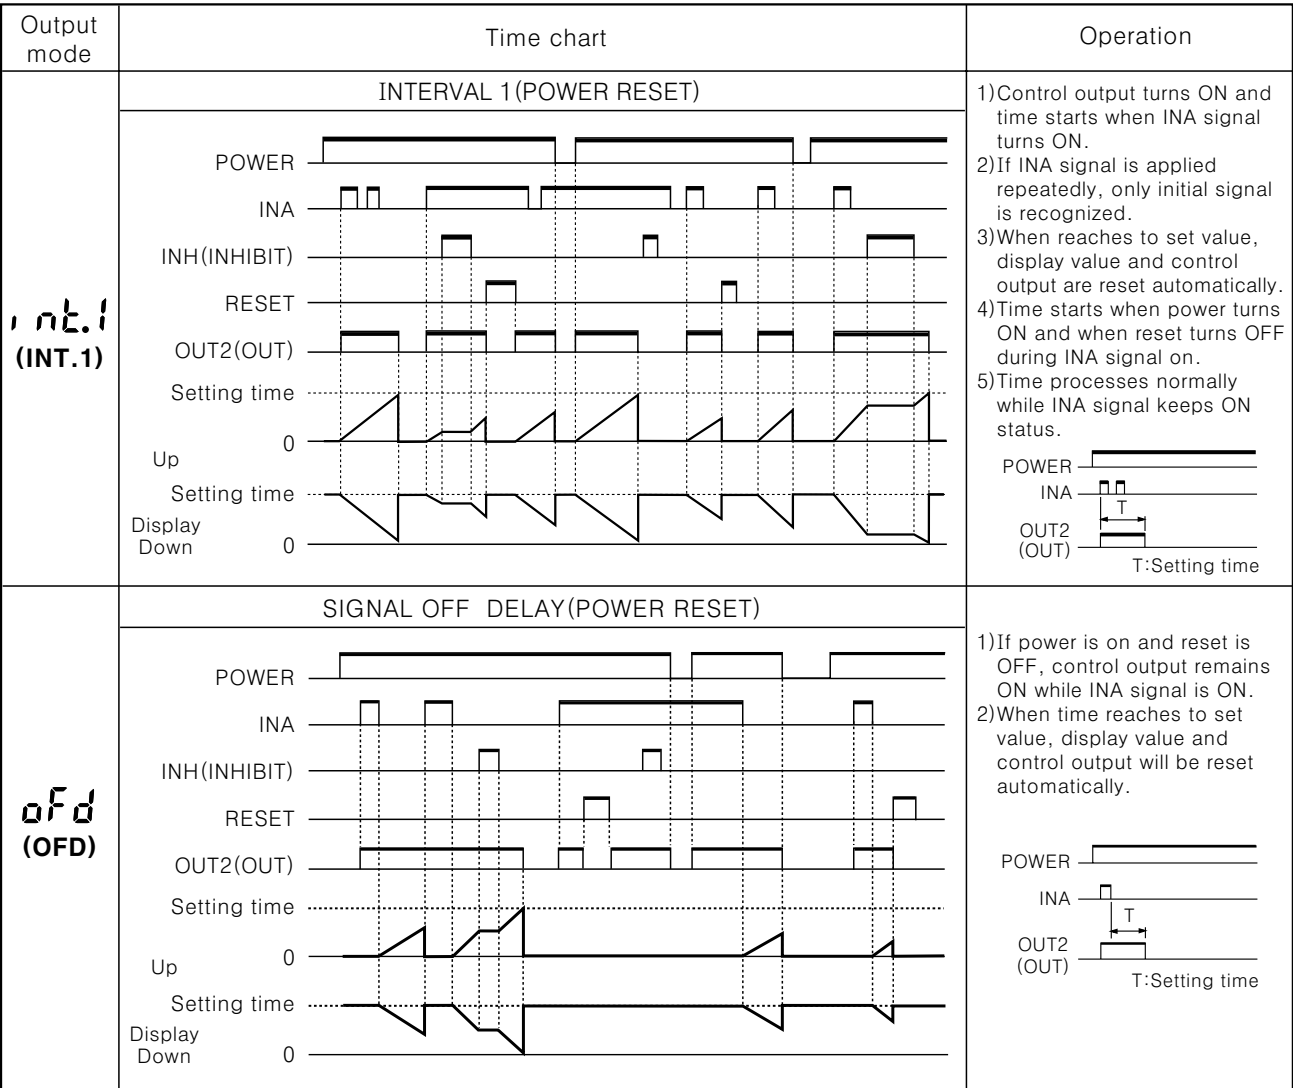 Output
mode
Time chart
Operation
int.1
(INT.1)
INTERVAL 1(POWER RESET)
POWER
INA
INH(INHIBIT)
RESET
OUT2(OUT)
Setting time
0
Up
Setting time
Display
Down
0
1)Control output turns ON and
time starts when INA signal
turns ON.
2)If INA signal is applied
repeatedly, only initial signal
is recognized.
3)When reaches to set value,
display value and control
output are reset automatically.
4)Time starts when power turns
ON and when reset turns OFF
during INA signal on.
5)Time processes normally
while INA signal keeps ON
status.
POWER
INA
T
OUT2
(OUT)
T:Setting time
oFd
(OFD)
SIGNAL OFF DELAY(POWER RESET)
POWER
INA
INH(INHIBIT)
RESET
OUT2(OUT)
Setting time
0
Up
Setting time
Display
Down
0
1)If power is on and reset is
OFF, control output remains
ON while INA signal is ON.
2)When time reaches to set
value, display value and
control output will be reset
automatically.
POWER
INA
T
OUT2
(OUT)
T:Setting time